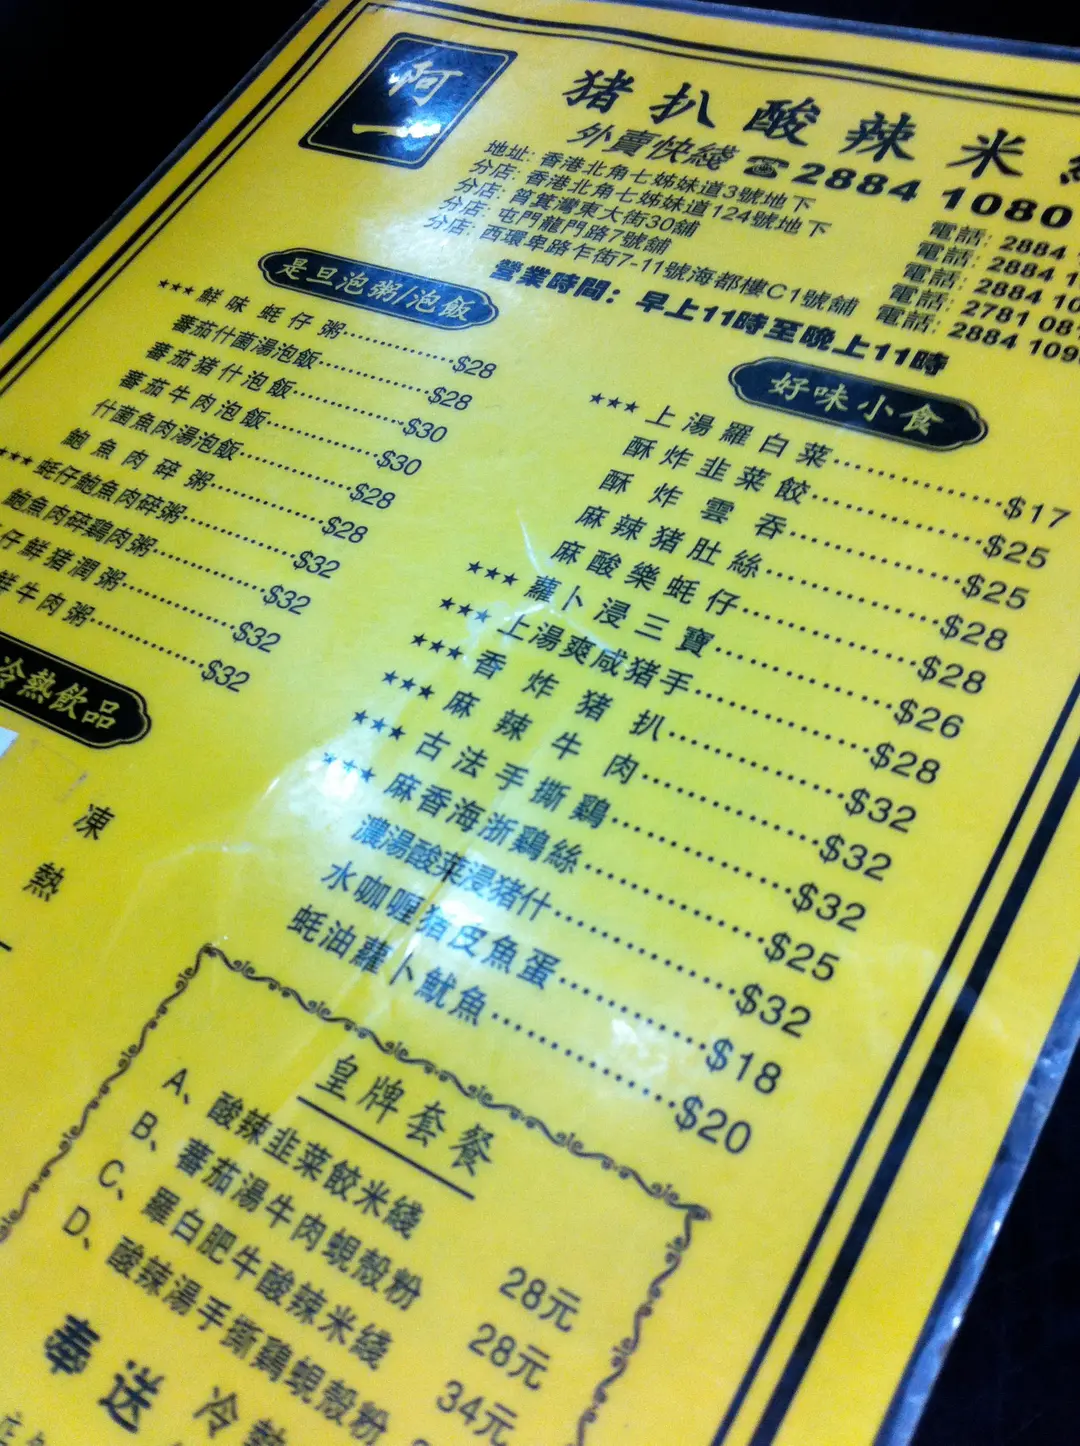 啊一
猪扒酸辣米
外賣快綫☎2884 1080
地址: 香港北角七姊妹道3號地下
電話: 2884
分店: 香港北角七姊妹道124號地下
電話: 2884
分店: 筲箕灣東大街30舖
電話: 2884
分店: 屯門龍門路7號舖
電話: 2781
分店: 西環卑路乍街7-11號海都樓C1號舖
電話: 2884
營業時間: 早上11時至晚上11時
是旦泡粥/泡飯
★★★鮮味蚝仔粥 $28
蕃茄什菌湯泡飯 $28
蕃茄猪什泡飯 $30
蕃茄牛肉泡飯 $30
什菌魚肉湯泡飯 $28
鮑魚肉碎粥 $28
★★★蚝仔鮑魚肉碎粥 $32
鮑魚肉碎鷄肉粥 $32
仔鮮猪潤粥 $32
鮮牛肉粥 $32
冷熱飲品
凍
熱
好味小食
★★★上湯羅白菜 $17
酥炸韭菜餃 $25
酥炸雲吞 $25
麻辣猪肚絲 $28
麻酸樂蚝仔 $28
★★★蘿卜浸三寶 $26
★★★上湯爽咸猪手 $28
★★★香炸猪扒 $32
★★★麻辣牛肉 $32
★★★古法手撕鷄 $32
★★★麻香海浙鷄絲 $25
濃湯酸菜浸猪什 $32
水咖喱猪皮魚蛋 $18
蚝油蘿卜魷魚 $20
皇牌套餐
A、酸辣韭菜餃米綫 28元
B、蕃茄湯牛肉蜆殼粉 28元
C、羅白肥牛酸辣米綫 34元
D、酸辣湯手撕鷄蜆殼粉
奉送 冷熱